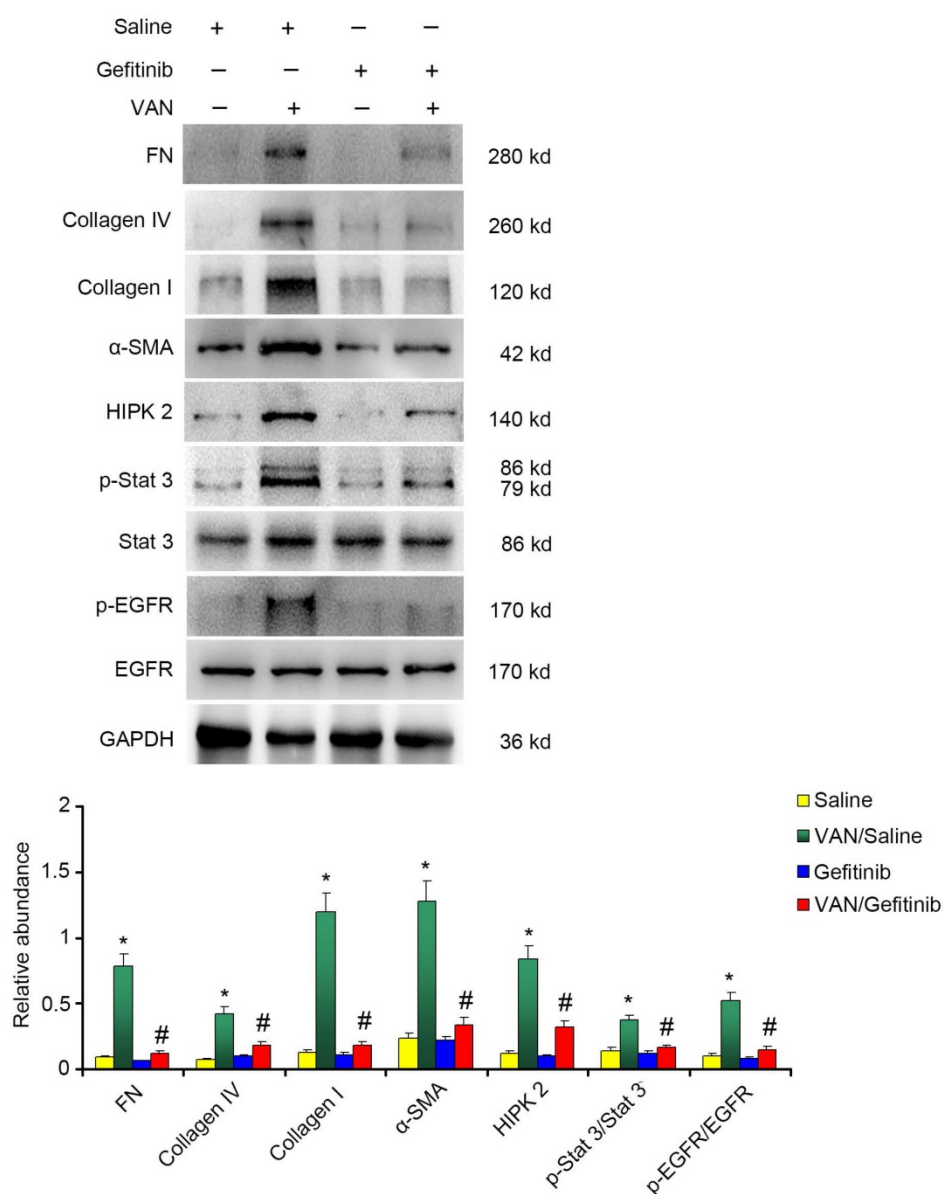 Saline + + − −
Gefitinib − − + +
VAN − + − +
FN 280 kd
Collagen IV 260 kd
Collagen I 120 kd
α-SMA 42 kd
HIPK 2 140 kd
p-Stat 3 86 kd
79 kd
Stat 3 86 kd
p-EGFR 170 kd
EGFR 170 kd
GAPDH 36 kd
Relative abundance
2
1.5
1
0.5
0
* # * # * # * # * # * # * #
FN Collagen IV Collagen I α-SMA HIPK 2 p-Stat 3/Stat 3 p-EGFR/EGFR
Saline
VAN/Saline
Gefitinib
VAN/Gefitinib